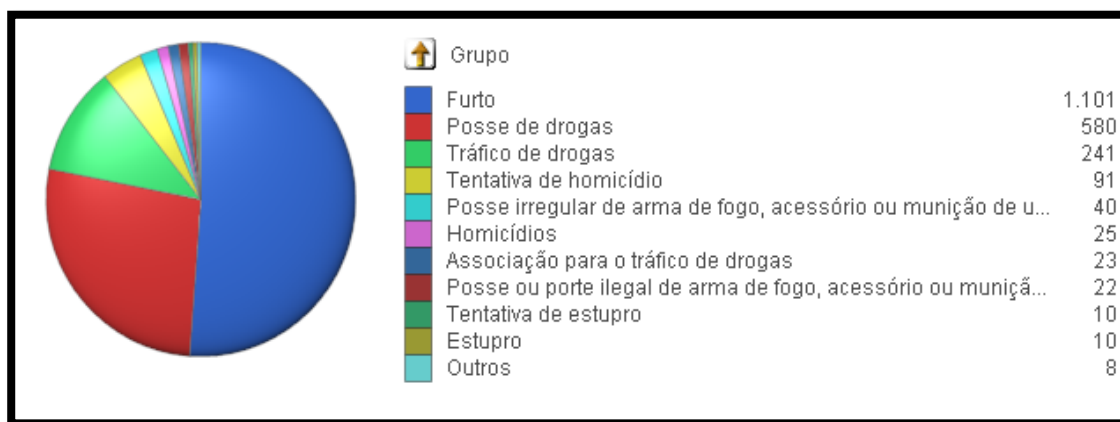 Grupo
Furto 1.101
Posse de drogas 580
Tráfico de drogas 241
Tentativa de homicídio 91
Posse irregular de arma de fogo, acessório ou munição de u... 40
Homicídios 25
Associação para o tráfico de drogas 23
Posse ou porte ilegal de arma de fogo, acessório ou muniçã... 22
Tentativa de estupro 10
Estupro 10
Outros 8